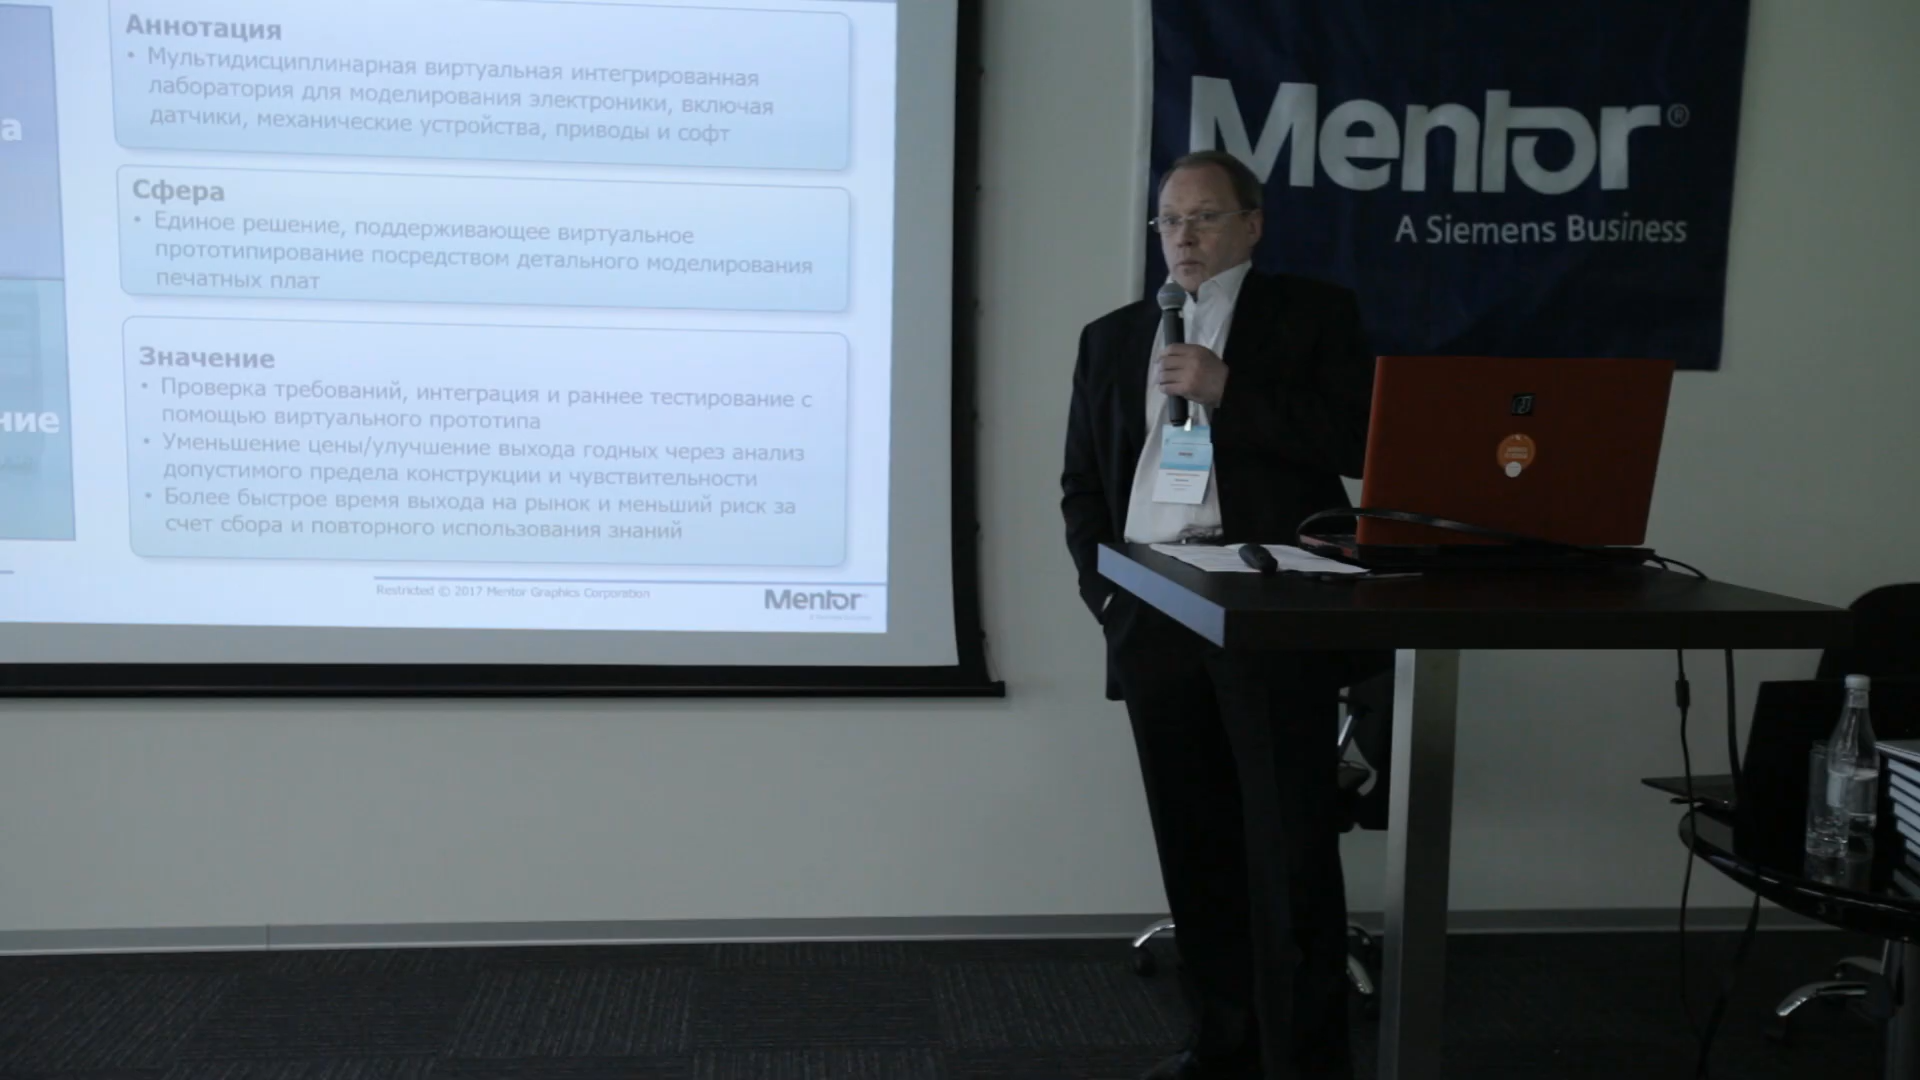 а
ние
Аннотация
• Мультидисциплинарная виртуальная интегрированная
лаборатория для моделирования электроники, включая
датчики, механические устройства, приводы и софт
Сфера
• Единое решение, поддерживающее виртуальное
прототипирование посредством детального моделирования
печатных плат
Значение
• Проверка требований, интеграция и раннее тестирование с
помощью виртуального прототипа
• Уменьшение цены/улучшение выхода годных через анализ
допустимого предела конструкции и чувствительности
• Более быстрое время выхода на рынок и меньший риск за
счет сбора и повторного использования знаний
Restricted © 2017 Mentor Graphics Corporation
Mentor
Mentor®
A Siemens Business